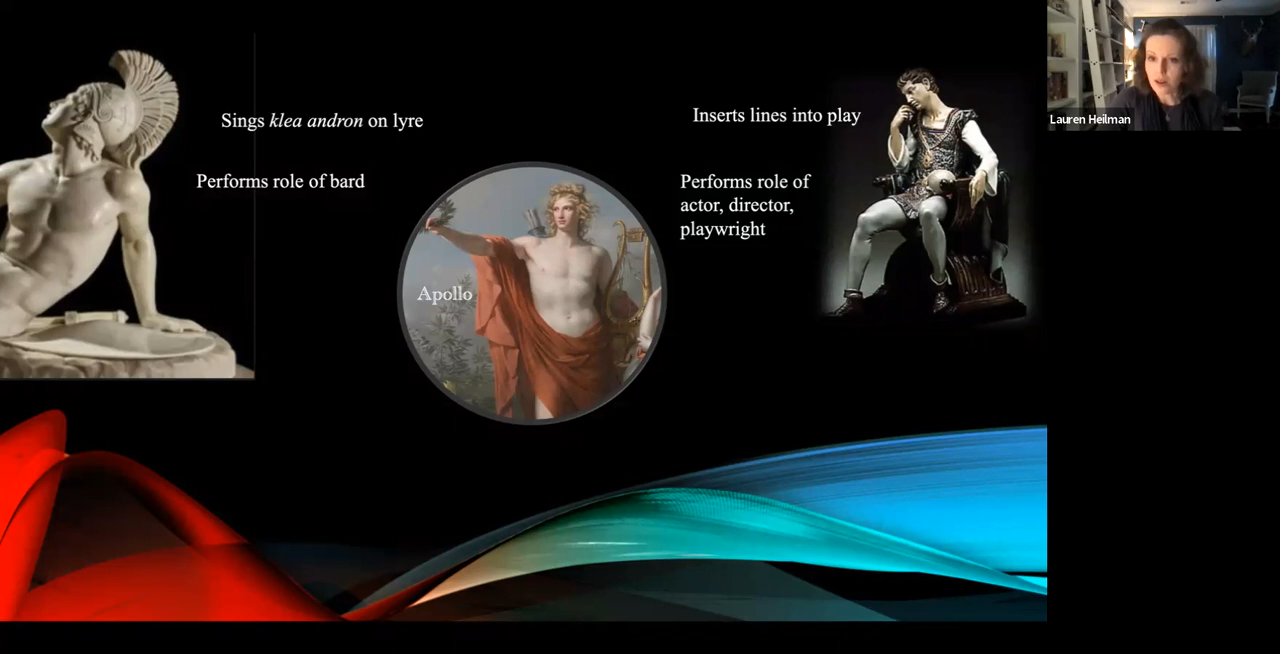 Sings klea andron on lyre
Performs role of bard
Apollo
Inserts lines into play
Performs role of
actor, director,
playwright
Lauren Heilman